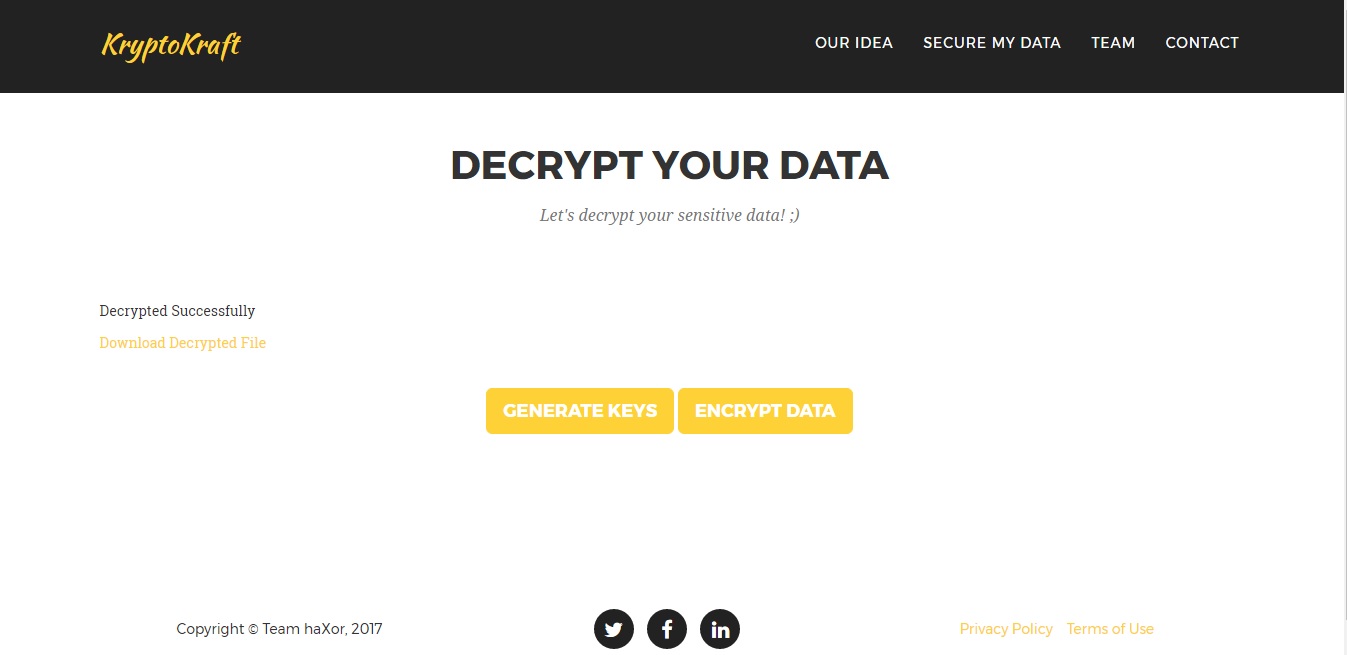 KryptoKraft OUR IDEA SECURE MY DATA TEAM CONTACT
DECRYPT YOUR DATA
Let's decrypt your sensitive data! ;)
Decrypted Successfully
Download Decrypted File
GENERATE KEYS ENCRYPT DATA
Copyright © Team haXor, 2017 Privacy Policy Terms of Use